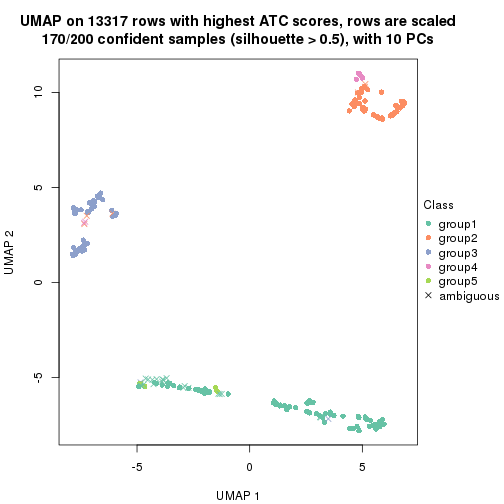 UMAP on 13317 rows with highest ATC scores, rows are scaled
170/200 confident samples (silhouette > 0.5), with 10 PCs
10
5
0
-5
UMAP 2
-5
0
5
UMAP 1
Class
group1
group2
group3
group4
group5
ambiguous